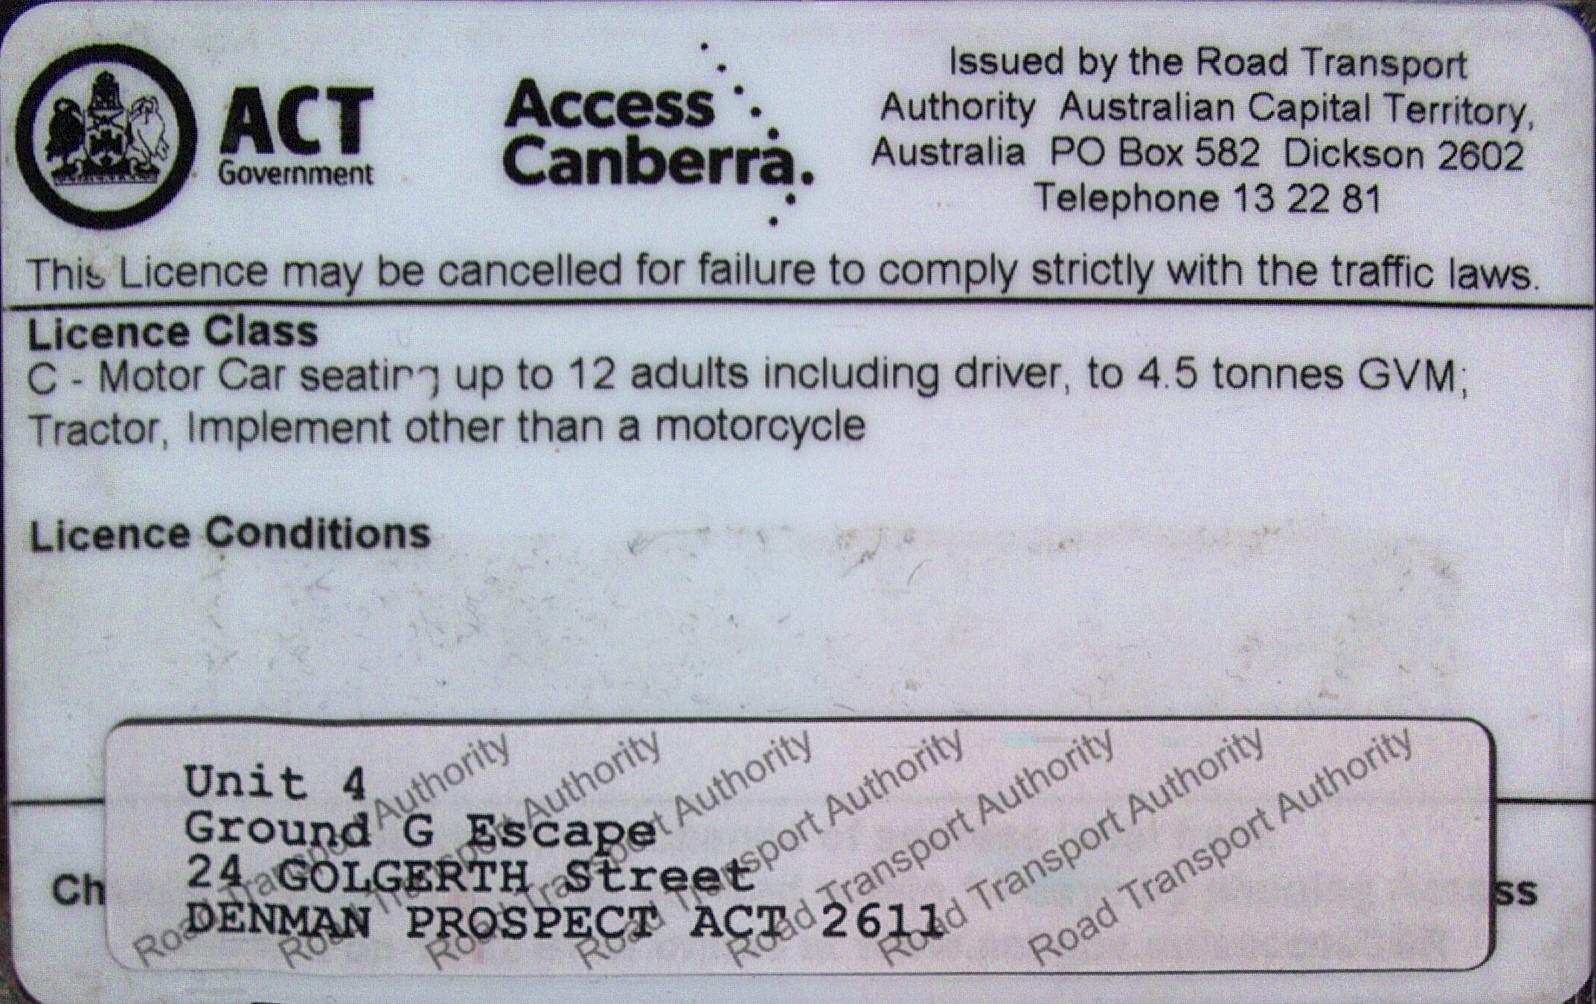 ACT
Government
Access
Canberra.
Issued by the Road Transport
Authority Australian Capital Territory,
Australia PO Box 582 Dickson 2602
Telephone 13 22 81
This Licence may be cancelled for failure to comply strictly with the traffic laws.
Licence Class
C - Motor Car seating up to 12 adults including driver, to 4.5 tonnes GVM;
Tractor, Implement other than a motorcycle
Licence Conditions
Unit 4
Ground G Escape
24 GOLGERTH Street
DENMAN PROSPECT ACT 2611
Road Transport Authority
Road Transport Authority
Road Transport Authority
Road Transport Authority
Road Transport Authority
Road Transport Authority
Road Transport Authority
Ch
ss